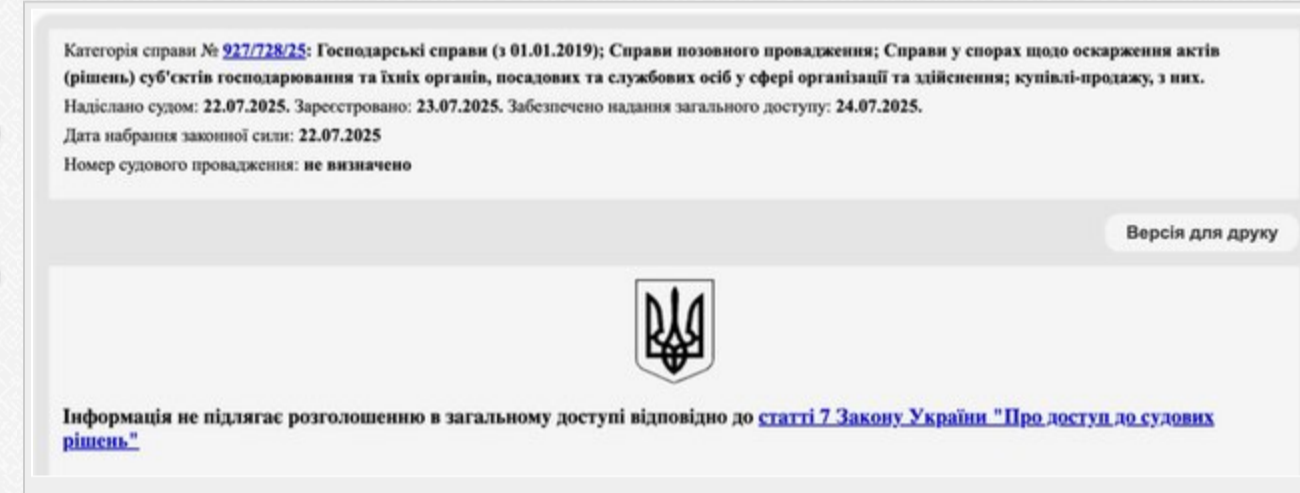 Категорія справи № 927/728/25: Господарські справи (з 01.01.2019); Справи позовного провадження; Справи у спорах щодо оскарження актів
(рішень) суб'єктів господарювання та їхніх органів, посадових та службових осіб у сфері організації та здійснення; купівлі-продажу, з них.
Надіслано судом: 22.07.2025. Зареєстровано: 23.07.2025. Забезпечено надання загального доступу: 24.07.2025.
Дата набрання законної сили: 22.07.2025
Номер судового провадження: не визначено
Версія для друку
Інформація не підлягає розголошенню в загальному доступі відповідно до статті 7 Закону України "Про доступ до судових
рішень"